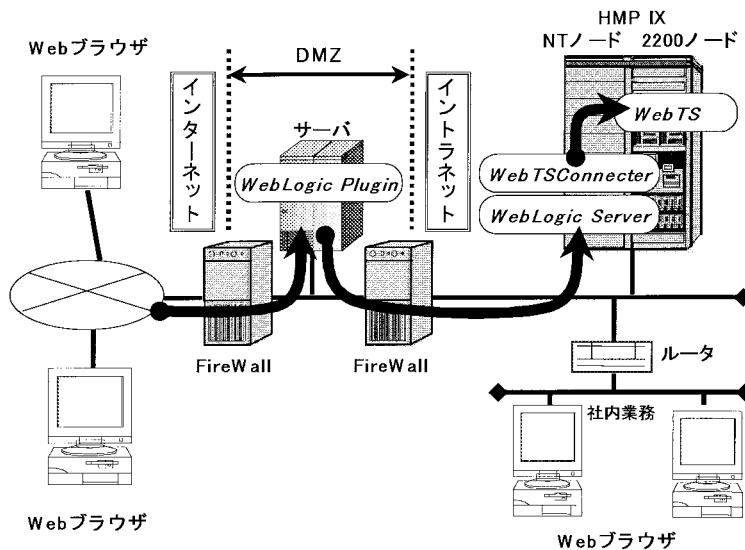 HMP IX
NTノード 2200ノード
Webブラウザ
DMZ
インターネット
イントラネット
サーバ
WebTS
WebLogic Plugin
WebTSConnecter
WebLogic Server
FireWall
FireWall
ルータ
社内業務
Webブラウザ
Webブラウザ